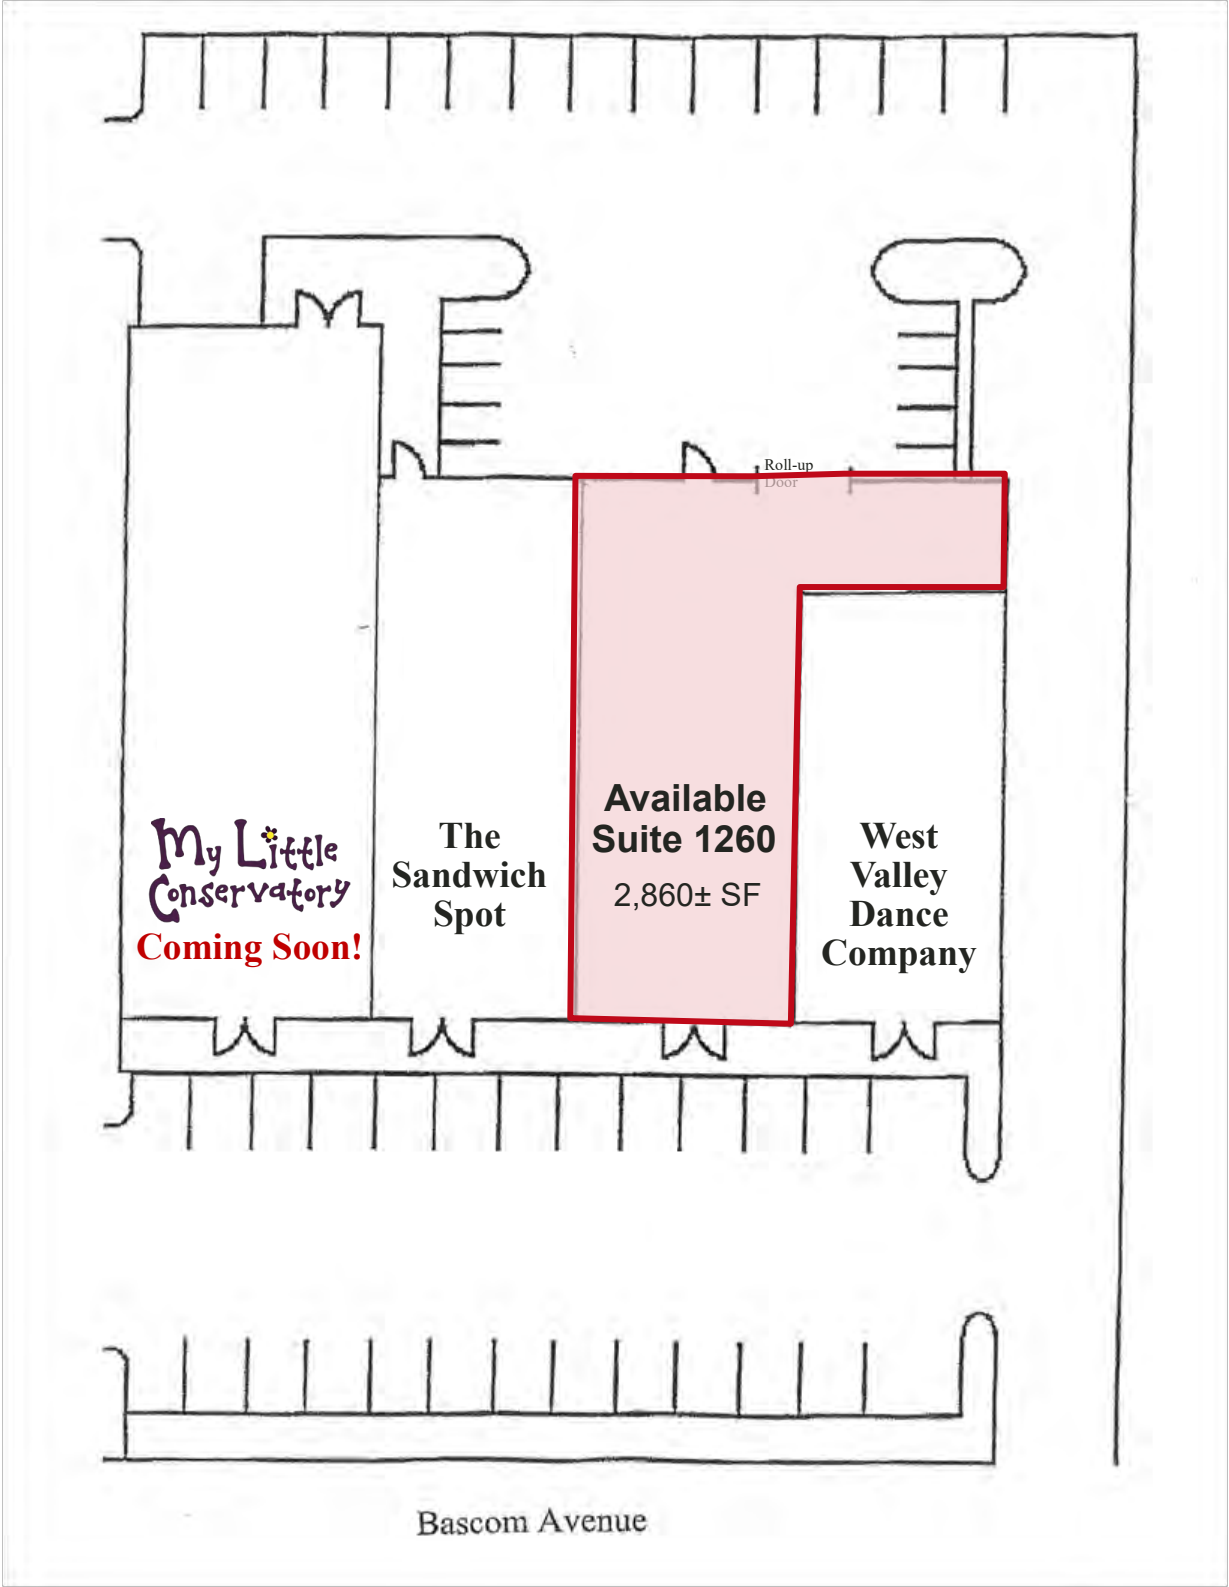 Roll-up
Door
My Little
Conservatory
Coming Soon!
The
Sandwich
Spot
Available
Suite 1260
2,860± SF
West
Valley
Dance
Company
Bascom Avenue